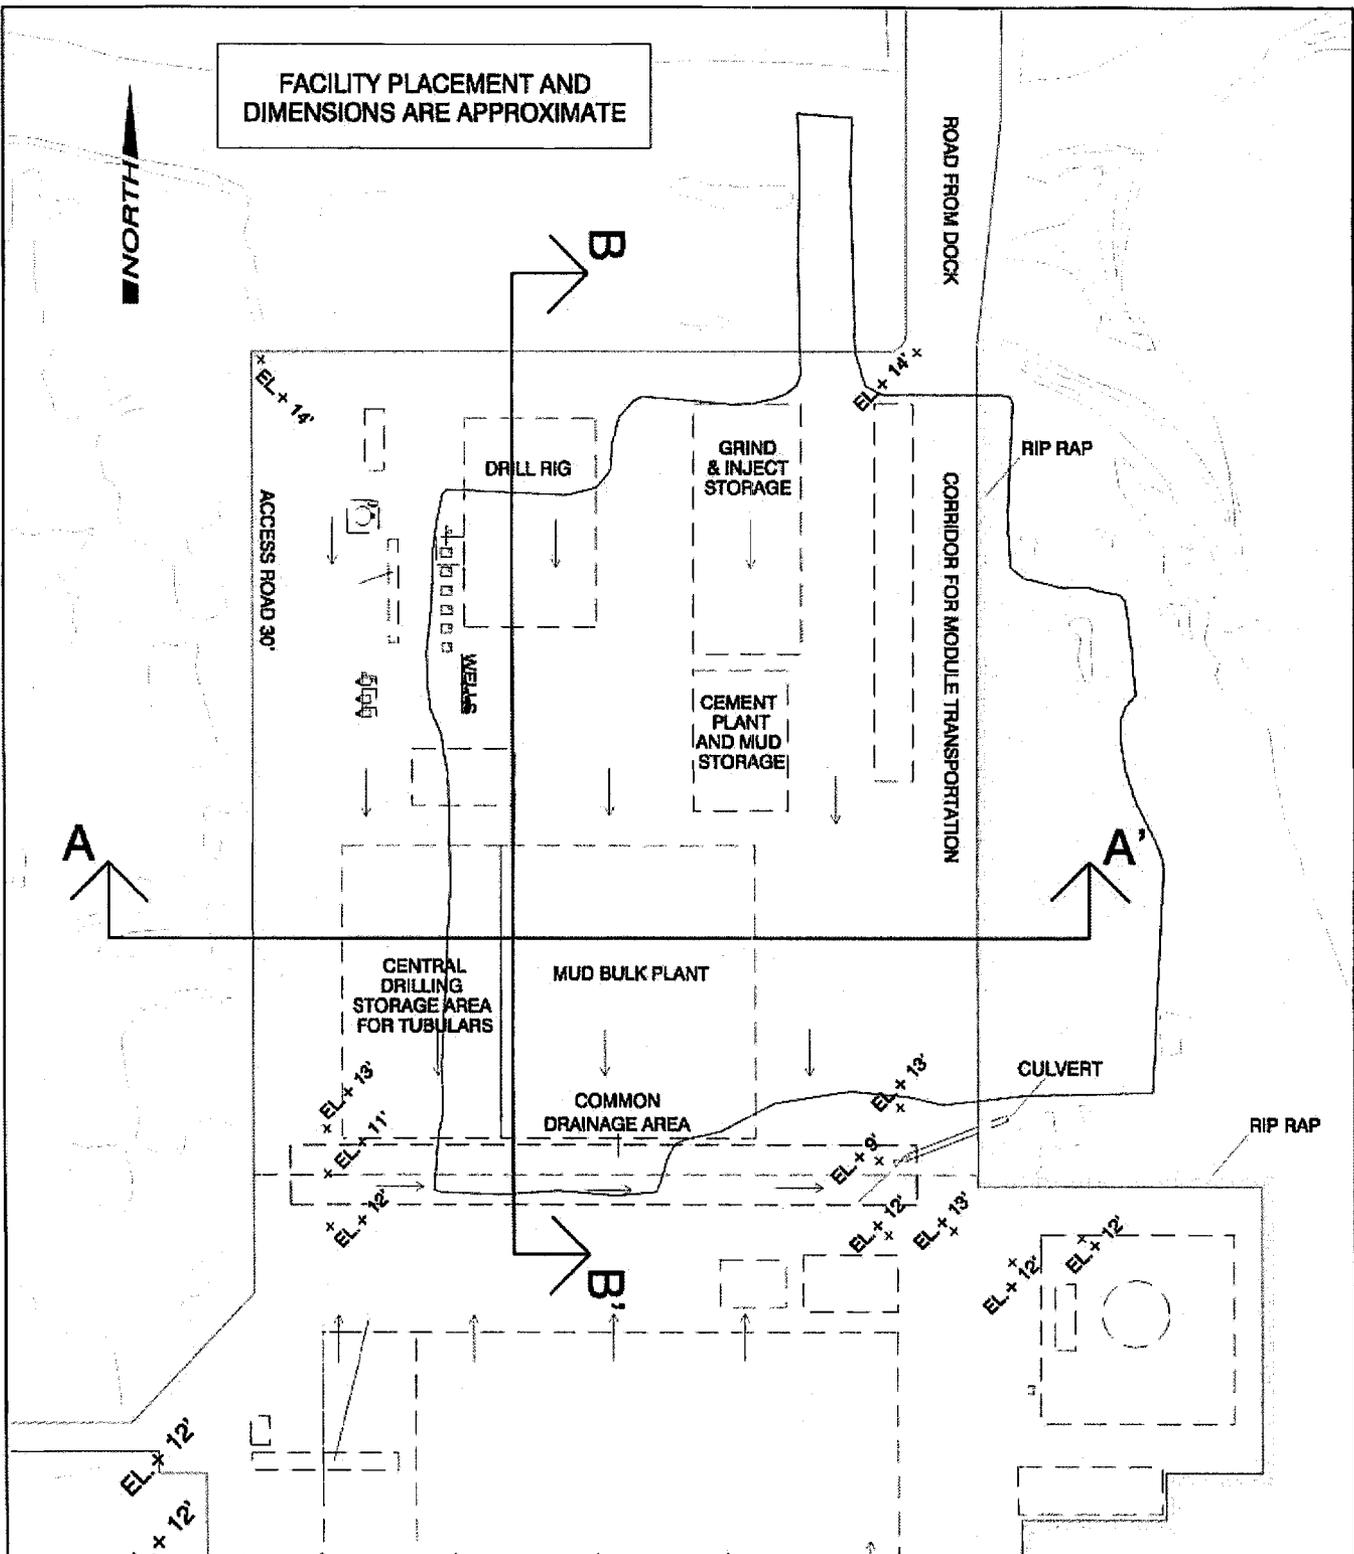 FACILITY PLACEMENT AND
DIMENSIONS ARE APPROXIMATE
NORTH
ROAD FROM DOCK
B
EL. + 14'
EL. + 14'
DRILL RIG
GRIND
& INJECT
STORAGE
RIP RAP
ACCESS ROAD 30'
CORRIDOR FOR MODULE TRANSPORTATION
WELLS
CEMENT
PLANT
AND MUD
STORAGE
A
A'
CENTRAL
DRILLING
STORAGE AREA
FOR TUBULARS
MUD BULK PLANT
EL. + 13'
EL. + 13'
CULVERT
COMMON
DRAINAGE AREA
EL. + 11'
EL. + 9'
RIP RAP
EL. + 12'
EL. + 12'
EL. + 13'
EL. + 12'
EL. + 12'
B'
EL. + 12'
+ 12'